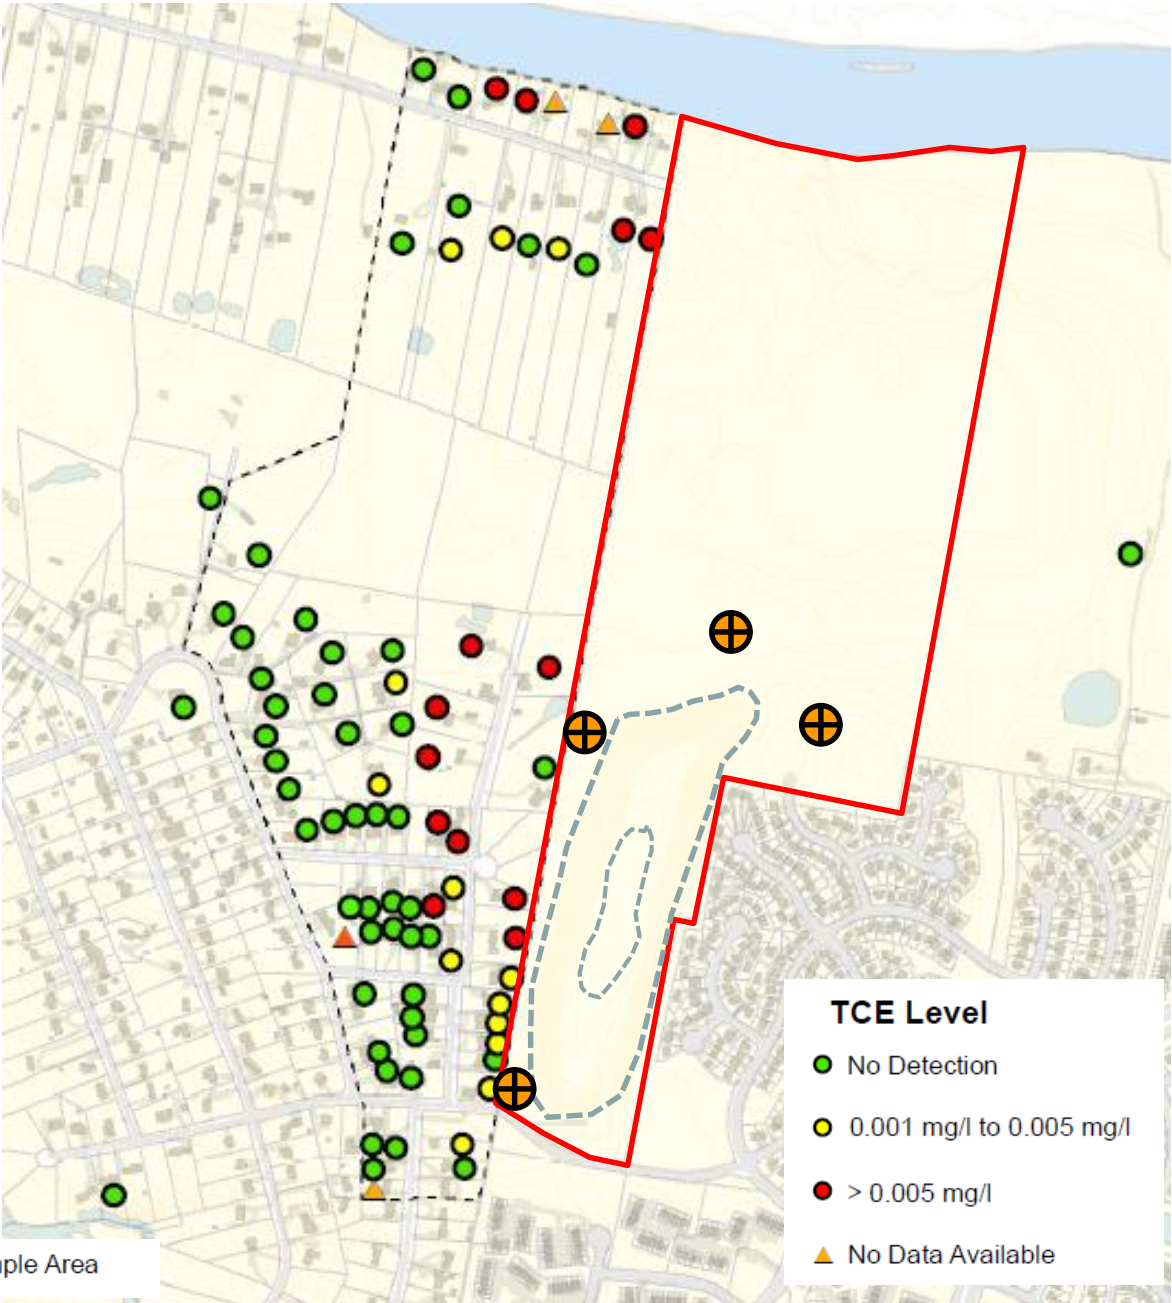 TCE Level
No Detection
0.001 mg/l to 0.005 mg/l
> 0.005 mg/l
No Data Available
ple Area